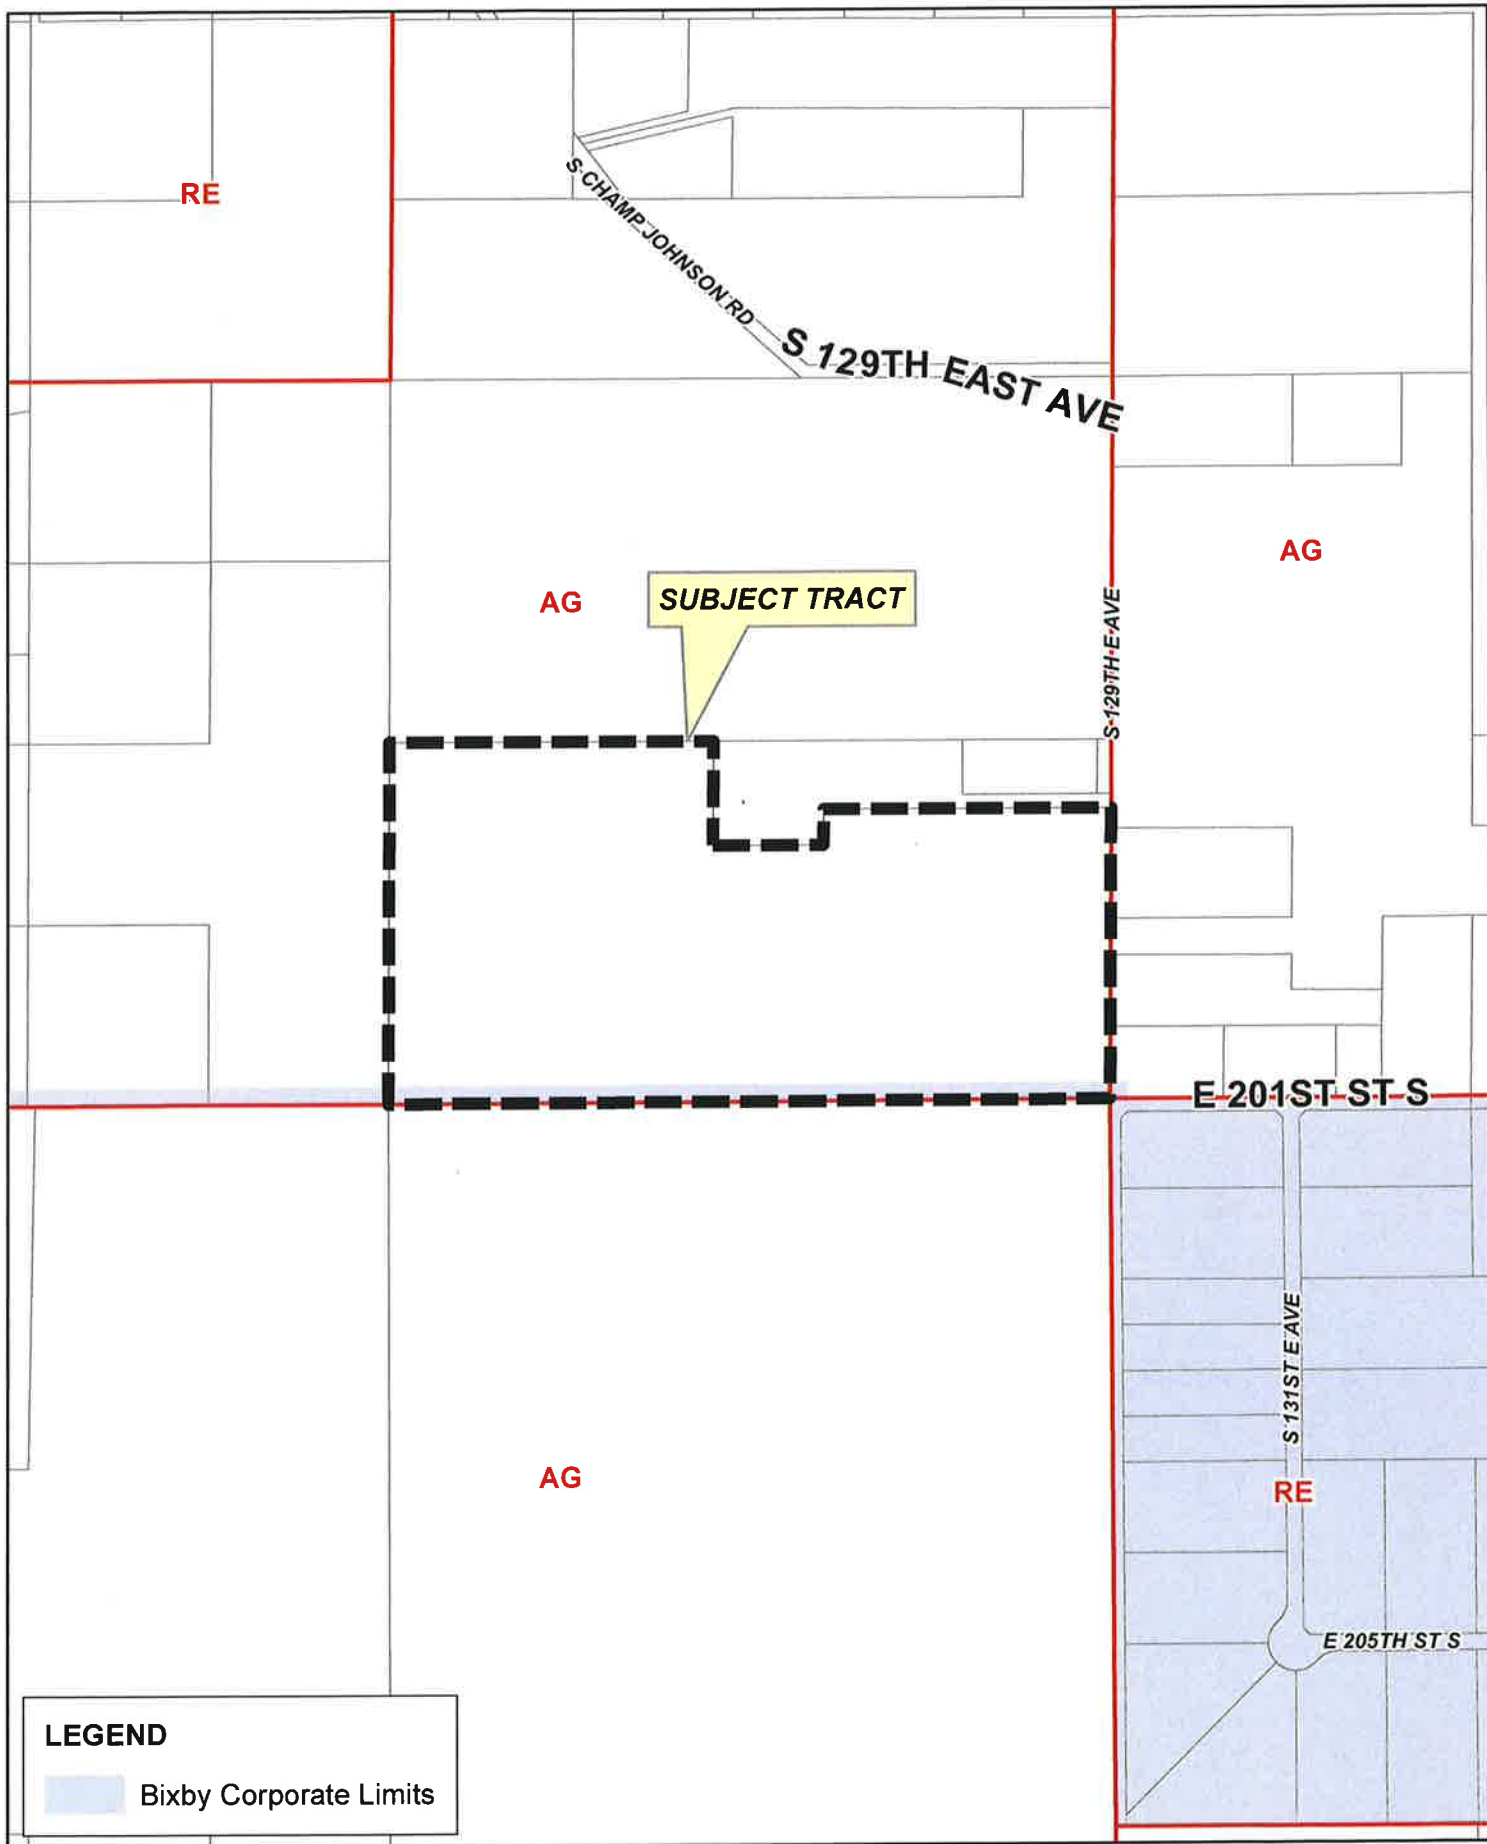 RE
S CHAMP JOHNSON RD
S 129TH EAST AVE
AG
AG
SUBJECT TRACT
S 129TH E AVE
E 201ST ST S
S 131ST E AVE
AG
RE
E 205TH ST S
LEGEND
Bixby Corporate Limits